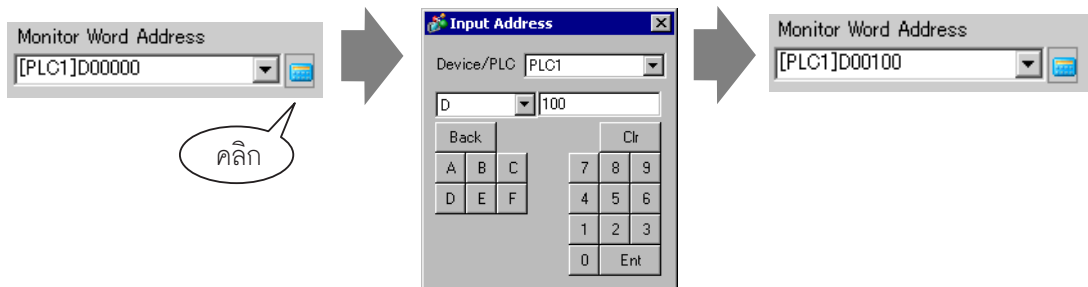 Monitor Word Address
[PLC1]D00000
คลิก
Input Address
Device/PLC PLC1
D 100
Back Clr
A B C 7 8 9
D E F 4 5 6
1 2 3
0 Ent
Monitor Word Address
[PLC1]D00100